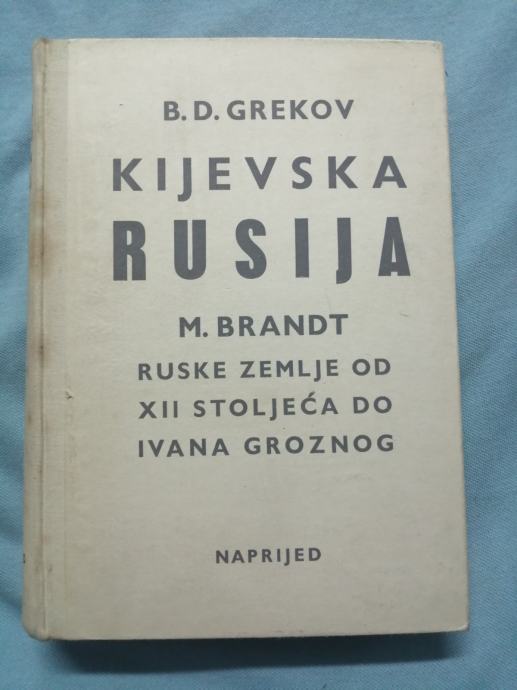 B. D. GREKOV
KIJEVSKA
RUSIJA
M. BRANDT
RUSKE ZEMLJE OD
XII STOLJEĆA DO
IVANA GROZNOG
NAPRIJED